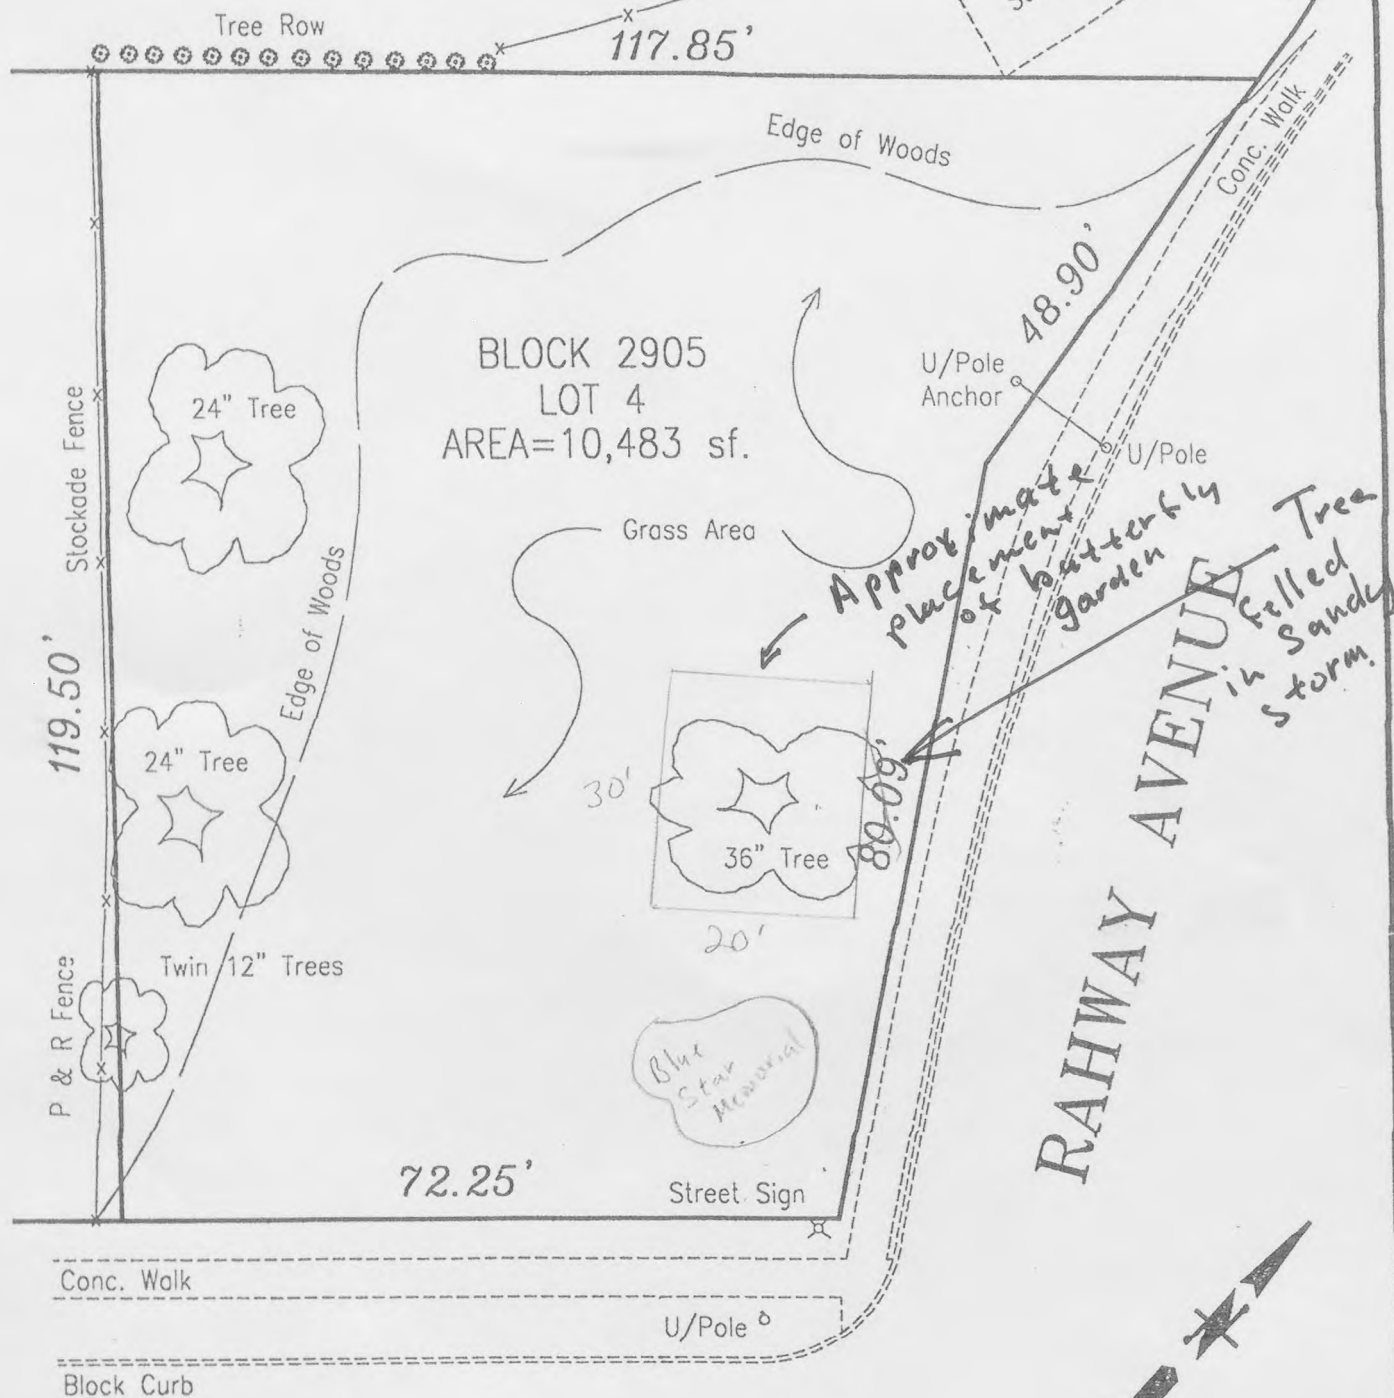 Tree Row
117.85'
Edge of Woods
Conc. Walk
48.90'
BLOCK 2905
LOT 4
AREA=10,483 sf.
U/Pole
Anchor
U/Pole
24" Tree
Stockade Fence
Grass Area
Approximate
placement
of butterfly
garden
Tree
felled
in Sandy
storm.
Edge of Woods
119.50'
24" Tree
30'
36" Tree
80.09'
20'
RAHWAY AVENUE
Twin 12" Trees
P & R Fence
Blue
Star
Memorial
72.25'
Street Sign
Conc. Walk
U/Pole
Block Curb